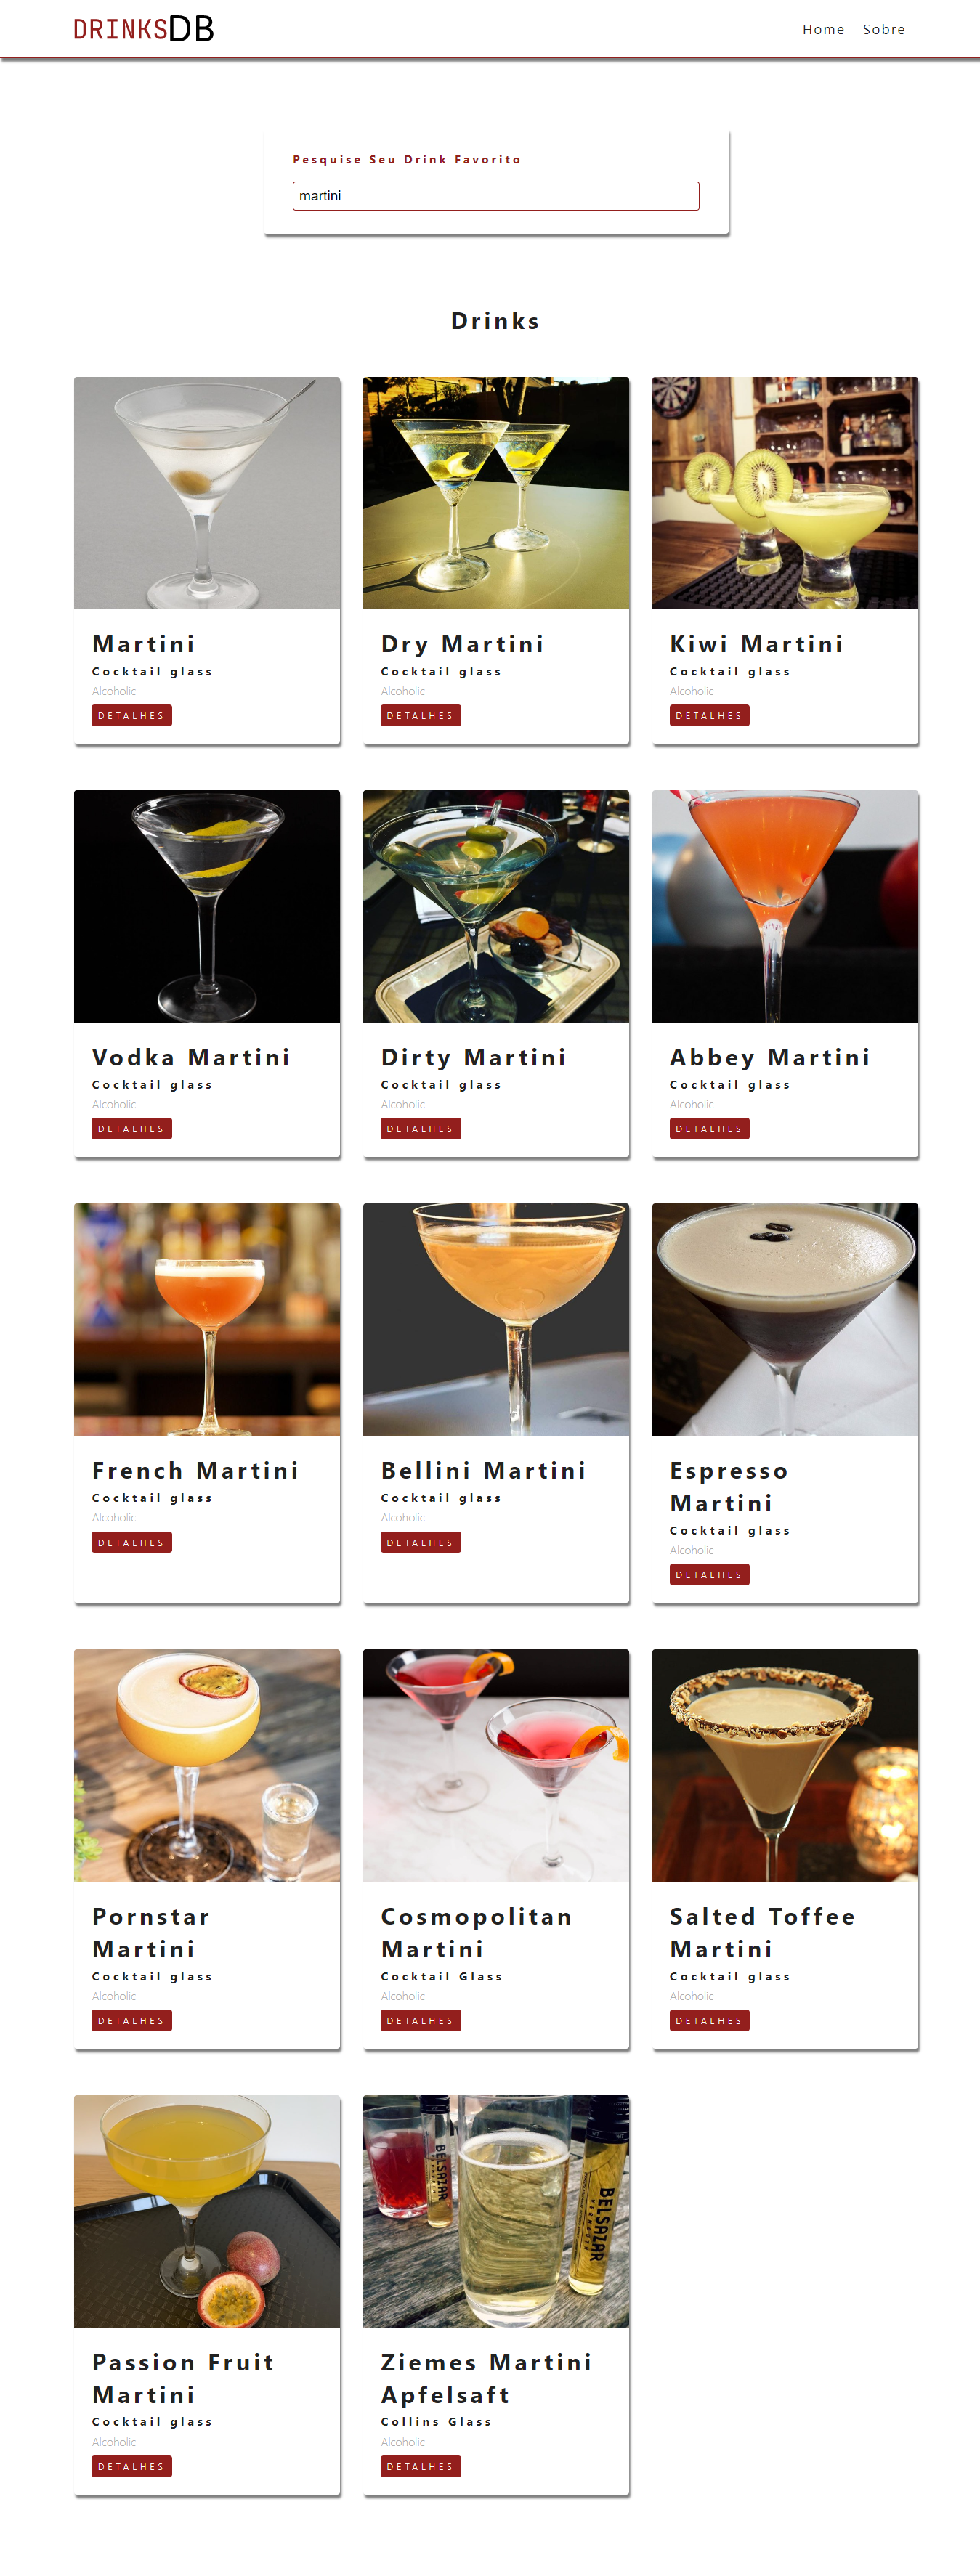 DRINKSDB
Home Sobre
Pesquise Seu Drink Favorito
martini
Drinks
Martini
Cocktail glass
Alcoholic
DETALHES
Dry Martini
Cocktail glass
Alcoholic
DETALHES
Kiwi Martini
Cocktail glass
Alcoholic
DETALHES
Vodka Martini
Cocktail glass
Alcoholic
DETALHES
Dirty Martini
Cocktail glass
Alcoholic
DETALHES
Abbey Martini
Cocktail glass
Alcoholic
DETALHES
French Martini
Cocktail glass
Alcoholic
DETALHES
Bellini Martini
Cocktail glass
Alcoholic
DETALHES
Espresso
Martini
Cocktail glass
Alcoholic
DETALHES
Pornstar
Martini
Cocktail glass
Alcoholic
DETALHES
Cosmopolitan
Martini
Cocktail Glass
Alcoholic
DETALHES
Salted Toffee
Martini
Cocktail glass
Alcoholic
DETALHES
BELSAZAR
BELSAZAR
Passion Fruit
Martini
Cocktail glass
Alcoholic
DETALHES
Ziemes Martini
Apfelsaft
Collins Glass
Alcoholic
DETALHES